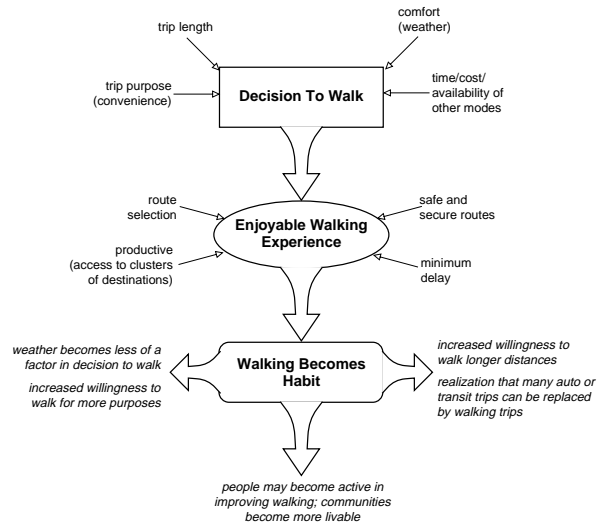 trip length
comfort
(weather)
trip purpose
(convenience)
Decision To Walk
time/cost/
availability of
other modes
route
selection
safe and
secure routes
Enjoyable Walking
Experience
productive
(access to clusters
of destinations)
minimum
delay
weather becomes less of a
factor in decision to walk
increased willingness to
walk for more purposes
Walking Becomes
Habit
increased willingness to
walk longer distances
realization that many auto or
transit trips can be replaced
by walking trips
people may become active in
improving walking; communities
become more livable